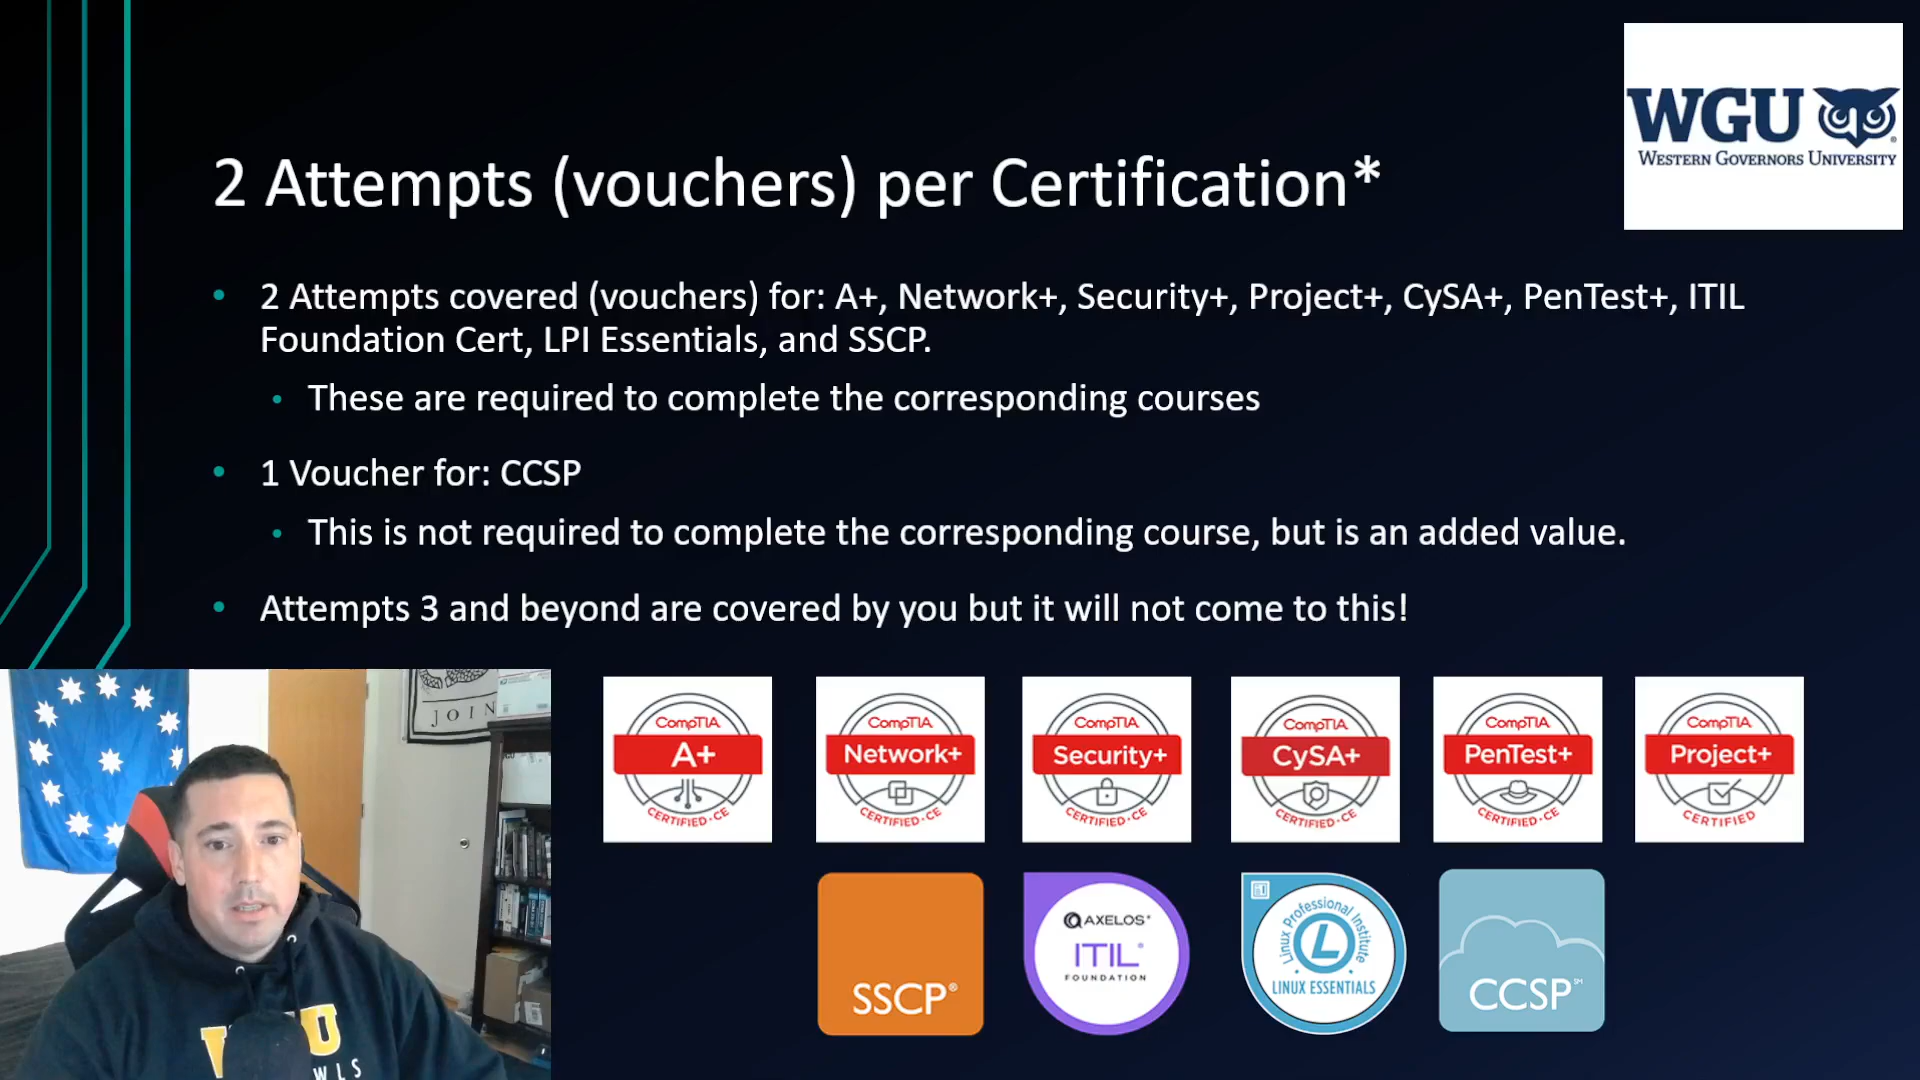 WGU
WESTERN GOVERNORS UNIVERSITY
2 Attempts (vouchers) per Certification*
• 2 Attempts covered (vouchers) for: A+, Network+, Security+, Project+, CySA+, PenTest+, ITIL
Foundation Cert, LPI Essentials, and SSCP.
• These are required to complete the corresponding courses
• 1 Voucher for: CCSP
• This is not required to complete the corresponding course, but is an added value.
• Attempts 3 and beyond are covered by you but it will not come to this!
JOIN
CompTIA
A+
CERTIFIED·CE
CompTIA
Network+
CERTIFIED·CE
CompTIA
Security+
CERTIFIED·CE
CompTIA
CySA+
CERTIFIED·CE
CompTIA
PenTest+
CERTIFIED·CE
CompTIA
Project+
CERTIFIED
SSCP®
AXELOS®
ITIL®
FOUNDATION
Linux Professional Institute
L
LINUX ESSENTIALS
CCSP℠